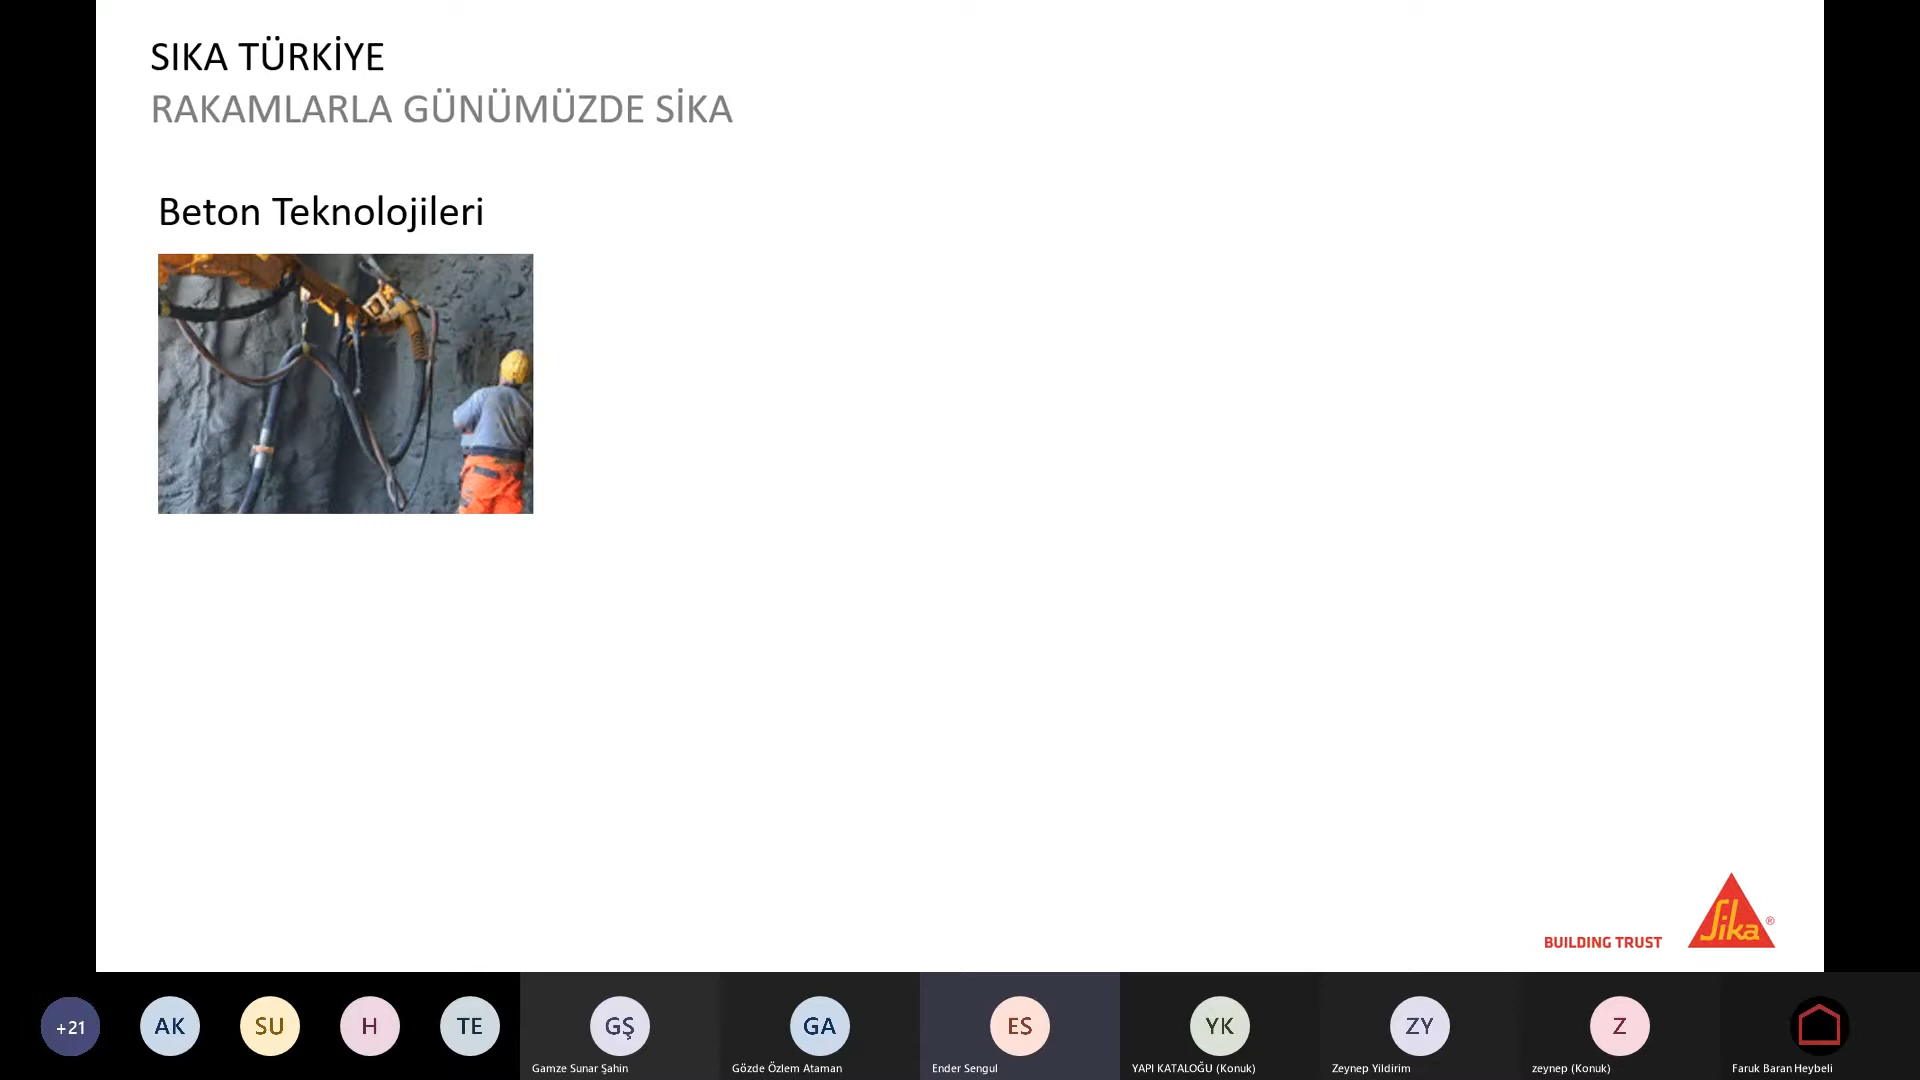 SIKA TÜRKİYE
RAKAMLARLA GÜNÜMÜZDE SİKA
Beton Teknolojileri
BUILDING TRUST
Sika®
+21
AK
SU
H
TE
GŞ
GA
ES
YK
ZY
Z
Gamze Sunar Şahin
Gözde Özlem Ataman
Ender Sengul
YAPI KATALOĞU (Konuk)
Zeynep Yildirim
zeynep (Konuk)
Faruk Baran Heybeli